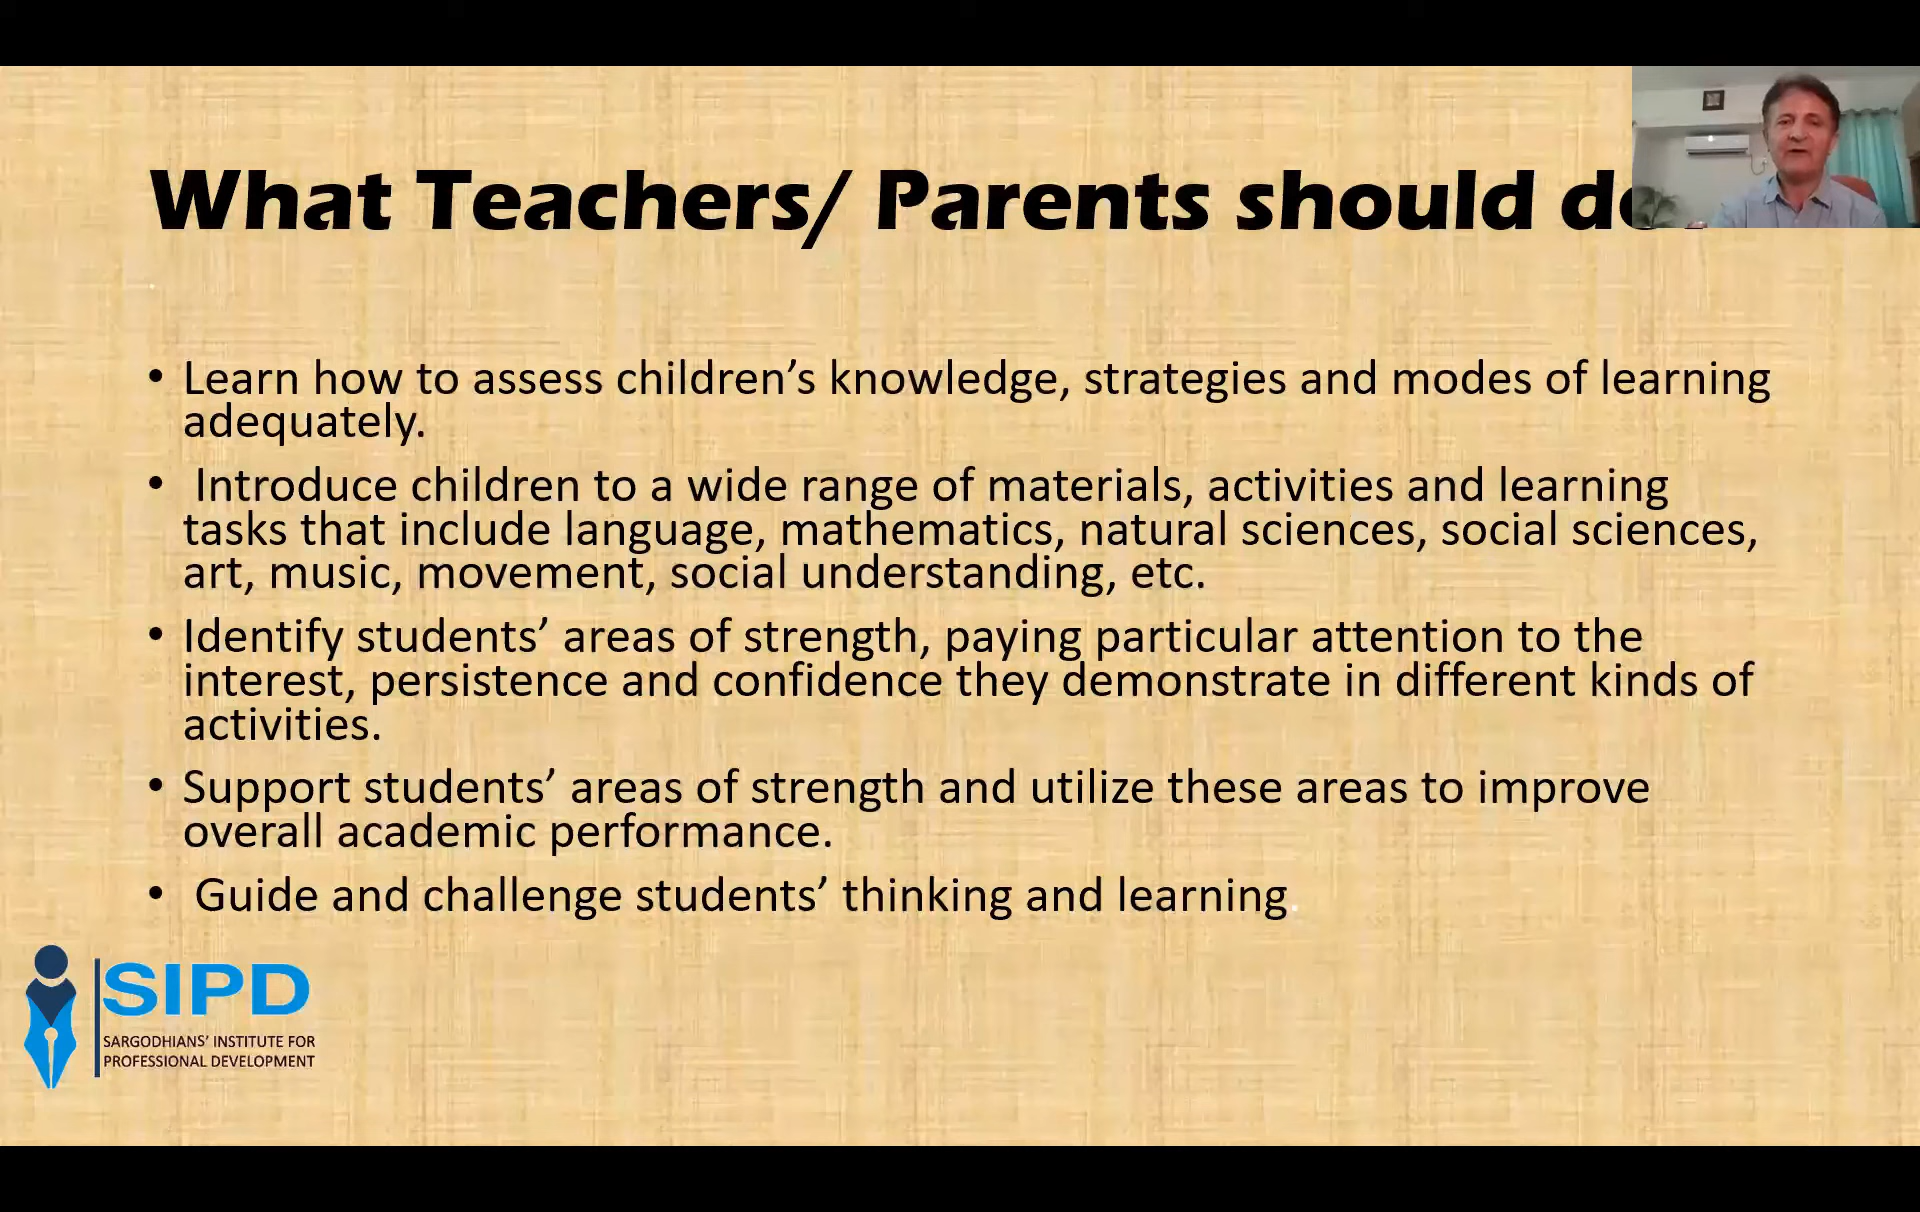 What Teachers/ Parents should do
• Learn how to assess children’s knowledge, strategies and modes of learning
adequately.
• Introduce children to a wide range of materials, activities and learning
tasks that include language, mathematics, natural sciences, social sciences,
art, music, movement, social understanding, etc.
• Identify students’ areas of strength, paying particular attention to the
interest, persistence and confidence they demonstrate in different kinds of
activities.
• Support students’ areas of strength and utilize these areas to improve
overall academic performance.
• Guide and challenge students’ thinking and learning.
SIPD
SARGODHIANS’ INSTITUTE FOR
PROFESSIONAL DEVELOPMENT